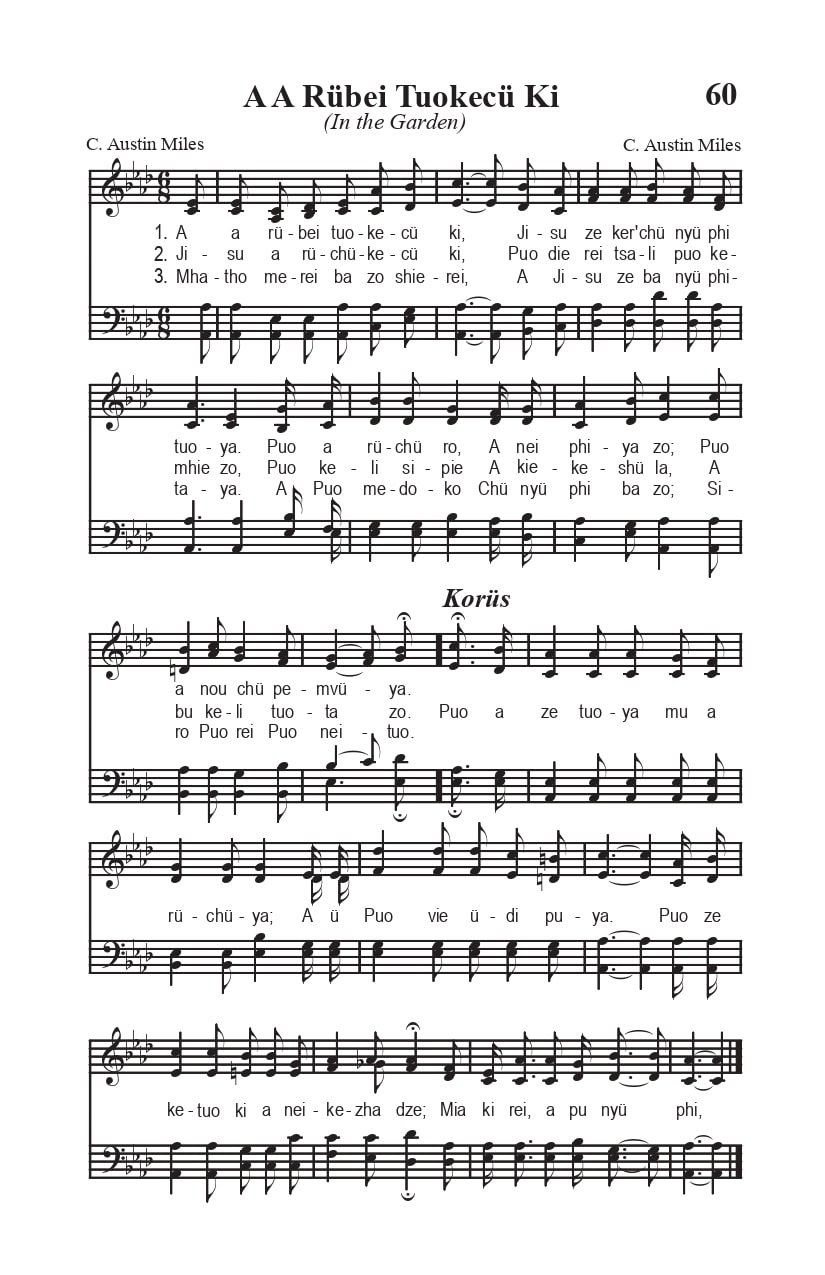 A A Rübei Tuokecü Ki
60
(In the Garden)
C. Austin Miles
C. Austin Miles
1. A a rü - bei tuo - ke - cü ki, Ji - su ze ker'chü nyü phi
2. Ji - su a rü - chü - ke - cü ki, Puo die rei tsa - li puo ke -
3. Mha - tho me - rei ba zo shie - rei, A Ji - su ze ba nyü phi -
tuo - ya. Puo a rü - chü ro, A nei phi - ya zo; Puo
mhie zo, Puo ke - li si - pie A kie - ke - shü la, A
ta - ya. A Puo me - do - ko Chü nyü phi ba zo; Si -
Korüs
a nou chü pe - mvü - ya.
bu ke - li tuo - ta zo. Puo a ze tuo - ya mu a
ro Puo rei Puo nei - tuo.
rü - chü - ya; A ü Puo vie ü - di pu - ya. Puo ze
ke - tuo ki a nei - ke - zha dze; Mia ki rei, a pu nyü phi,